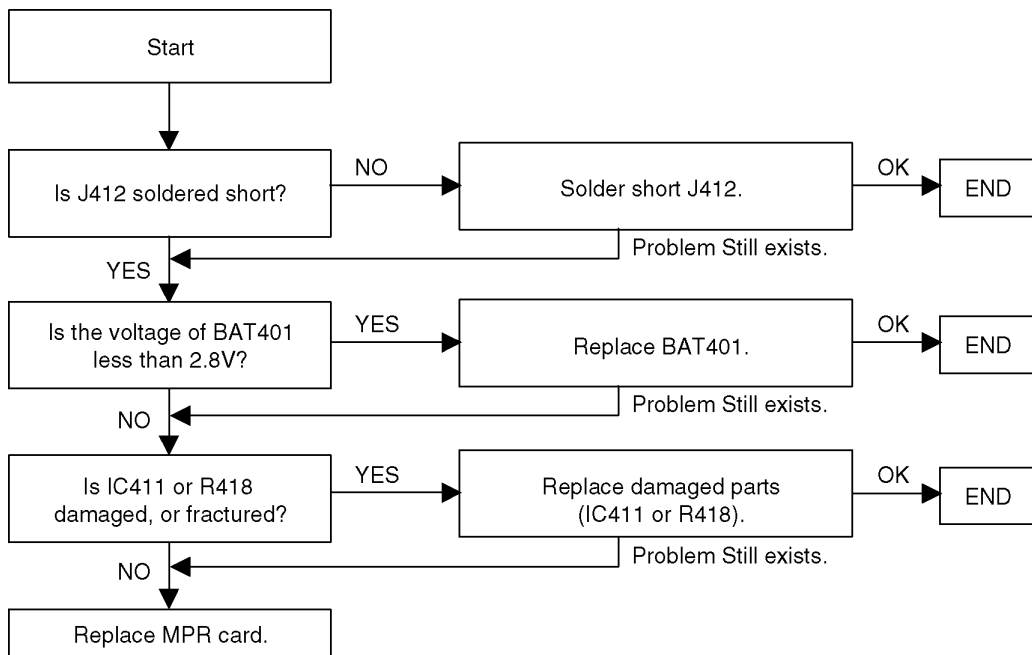 Start
Is J412 soldered short?
NO
Solder short J412.
OK
END
Problem Still exists.
YES
Is the voltage of BAT401
less than 2.8V?
YES
Replace BAT401.
OK
END
Problem Still exists.
NO
Is IC411 or R418
damaged, or fractured?
YES
Replace damaged parts
(IC411 or R418).
OK
END
Problem Still exists.
NO
Replace MPR card.